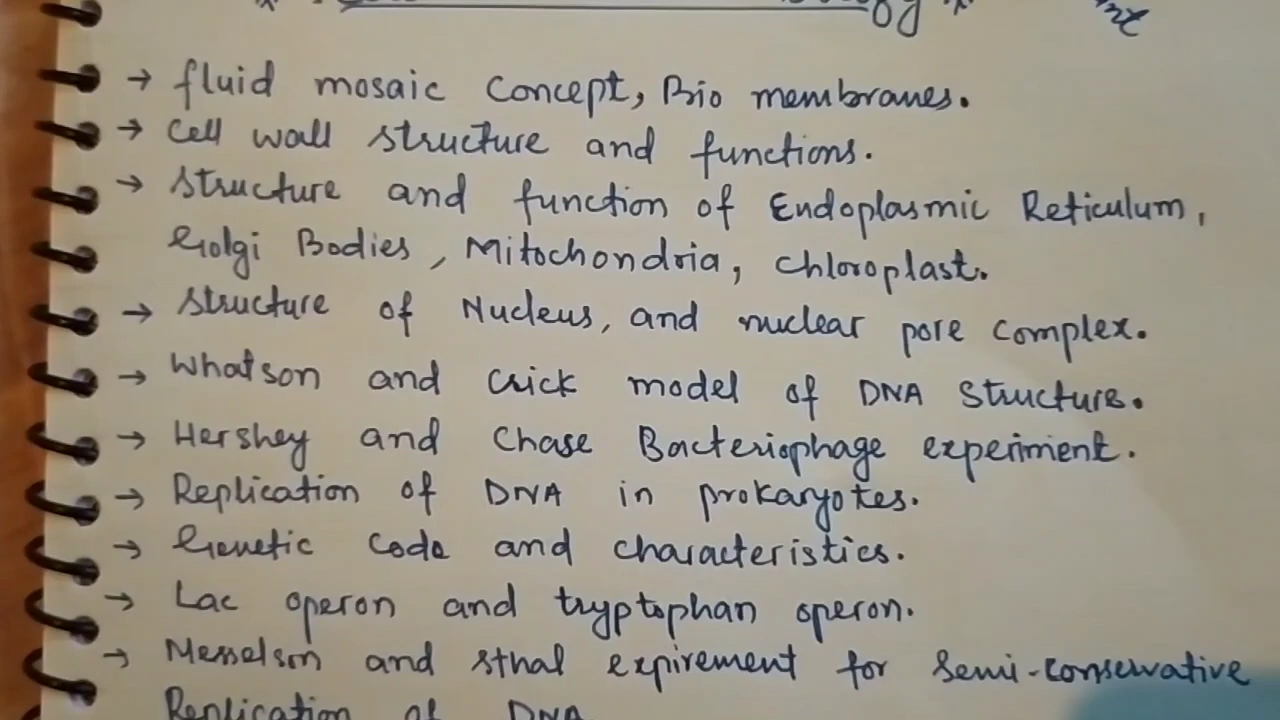 → fluid mosaic concept, Bio membranes.
→ Cell wall structure and functions.
→ Structure and function of Endoplasmic Reticulum,
Golgi Bodies, Mitochondria, chloroplast.
→ Structure of Nucleus, and nuclear pore complex.
→ Whatson and Crick model of DNA Structure.
→ Hershey and Chase Bacteriophage experiment.
→ Replication of DNA in prokaryotes.
→ Genetic Code and characteristics.
→ Lac operon and tryptophan operon.
→ Messelson and sthal expirement for Semi-conservative
Replication of DNA